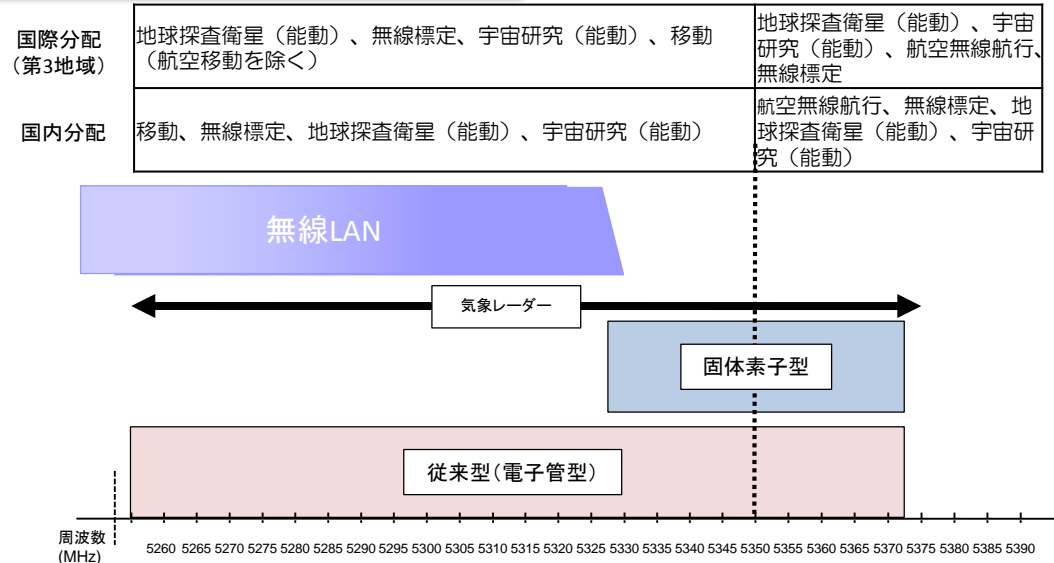 国際分配
(第3地域)
地球探査衛星（能動）、無線標定、宇宙研究（能動）、移動
（航空移動を除く）
地球探査衛星（能動）、宇宙
研究（能動）、航空無線航行、
無線標定
国内分配
移動、無線標定、地球探査衛星（能動）、宇宙研究（能動）
航空無線航行、無線標定、地
球探査衛星（能動）、宇宙研
究（能動）
無線LAN
気象レーダー
固体素子型
従来型(電子管型)
周波数
(MHz)
5260 5265 5270 5275 5280 5285 5290 5295 5300 5305 5310 5315 5320 5325 5330 5335 5340 5345 5350 5355 5360 5365 5370 5375 5380 5385 5390